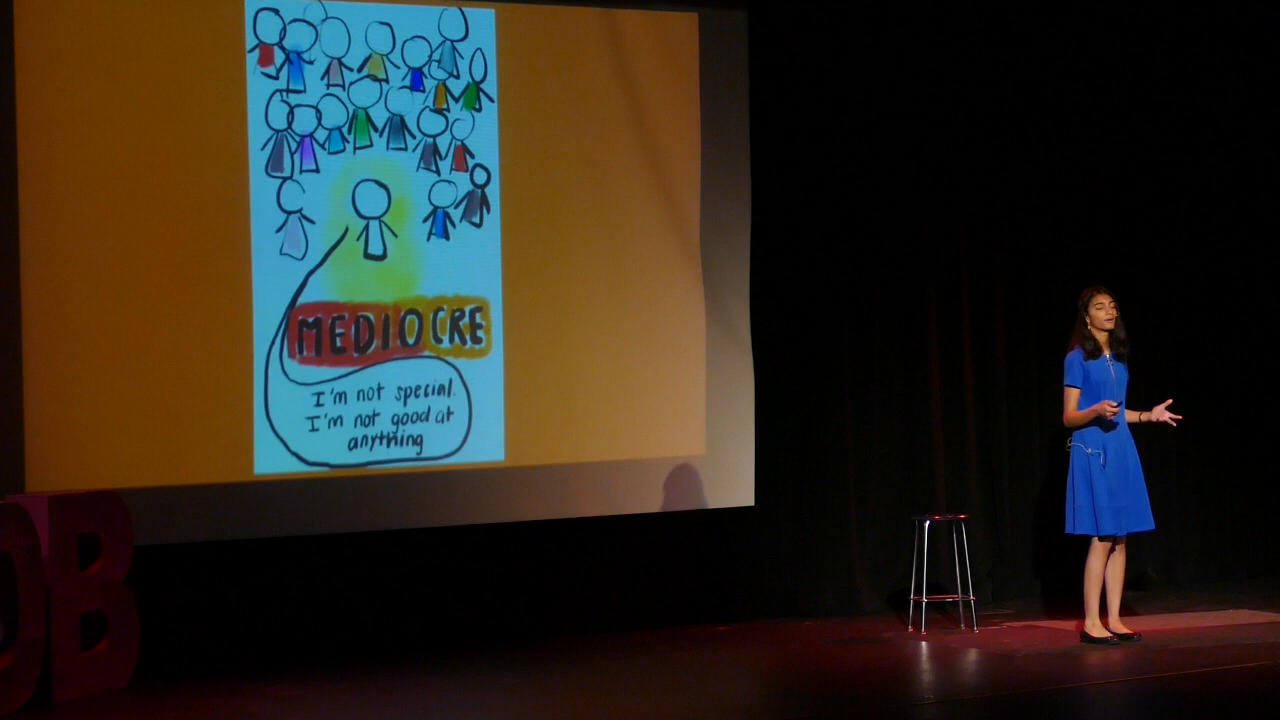 MEDIOCRE
I'm not special.
I'm not good at
anything
B